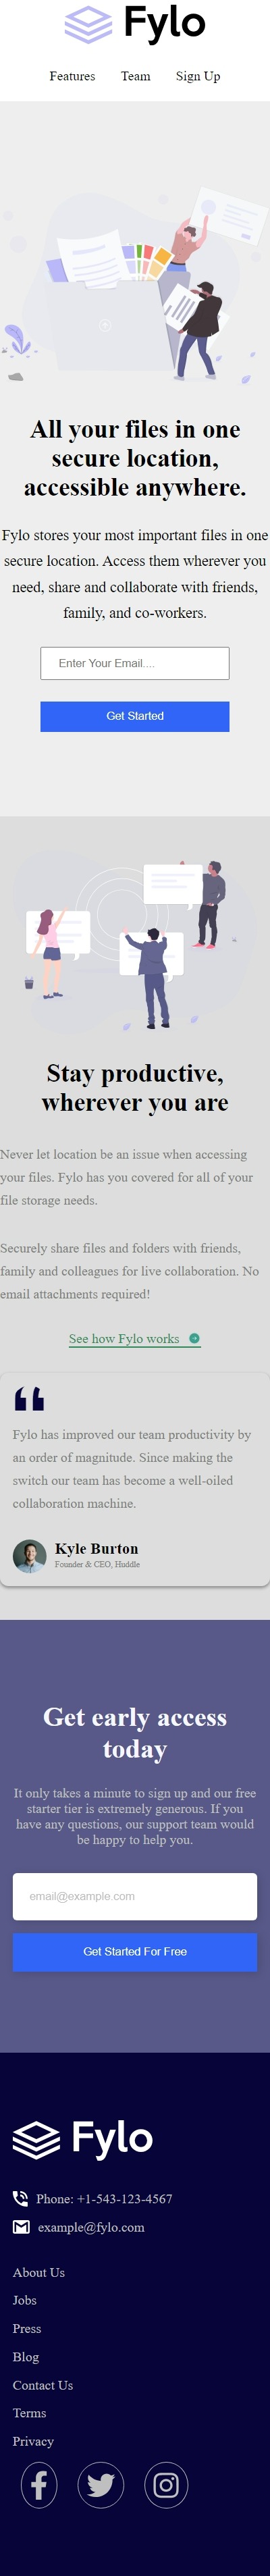 Fylo
Features Team Sign Up
All your files in one
secure location,
accessible anywhere.
Fylo stores your most important files in one
secure location. Access them wherever you
need, share and collaborate with friends,
family, and co-workers.
Enter Your Email....
Get Started
Stay productive,
wherever you are
Never let location be an issue when accessing
your files. Fylo has you covered for all of your
file storage needs.
Securely share files and folders with friends,
family and colleagues for live collaboration. No
email attachments required!
See how Fylo works
Fylo has improved our team productivity by
an order of magnitude. Since making the
switch our team has become a well-oiled
collaboration machine.
Kyle Burton
Founder & CEO, Huddle
Get early access
today
It only takes a minute to sign up and our free
starter tier is extremely generous. If you
have any questions, our support team would
be happy to help you.
email@example.com
Get Started For Free
Fylo
Phone: +1-543-123-4567
example@fylo.com
About Us
Jobs
Press
Blog
Contact Us
Terms
Privacy